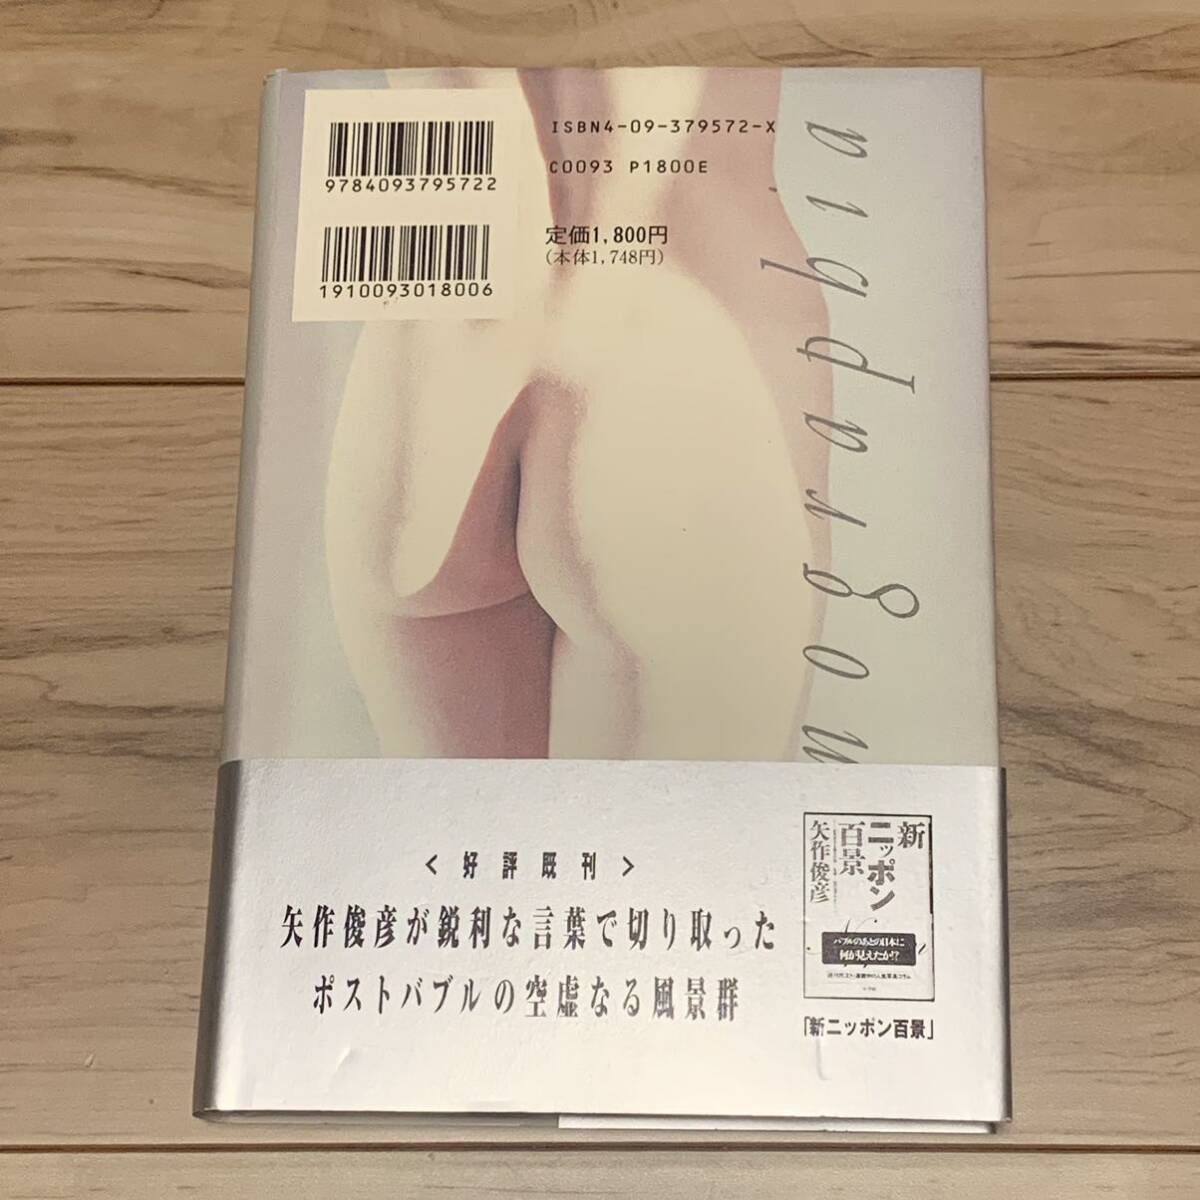 9784093795722
1910093018006
ISBN4-09-379572-X
C0093 P1800E
定価1,800円
(本体1,748円)
<好評既刊>
矢作俊彦が鋭利な言葉で切り取った
ポストバブルの空虚なる風景群
新
ニッポン
百景
矢作俊彦
バブルのあとの日本に
何が見えたか!?
「新ニッポン百景」